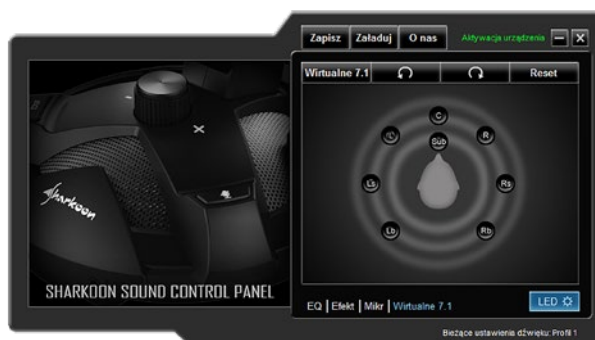 Zapisz Załaduj O nas Aktywacja urządzenia
Wirtualne 7.1 Reset
C
L R
Sub
Ls Rs
Lb Rb
Sharkoon
SHARKOON SOUND CONTROL PANEL
EQ Efekt Mikr Wirtualne 7.1 LED
Bieżące ustawienia dźwięku: Profil 1